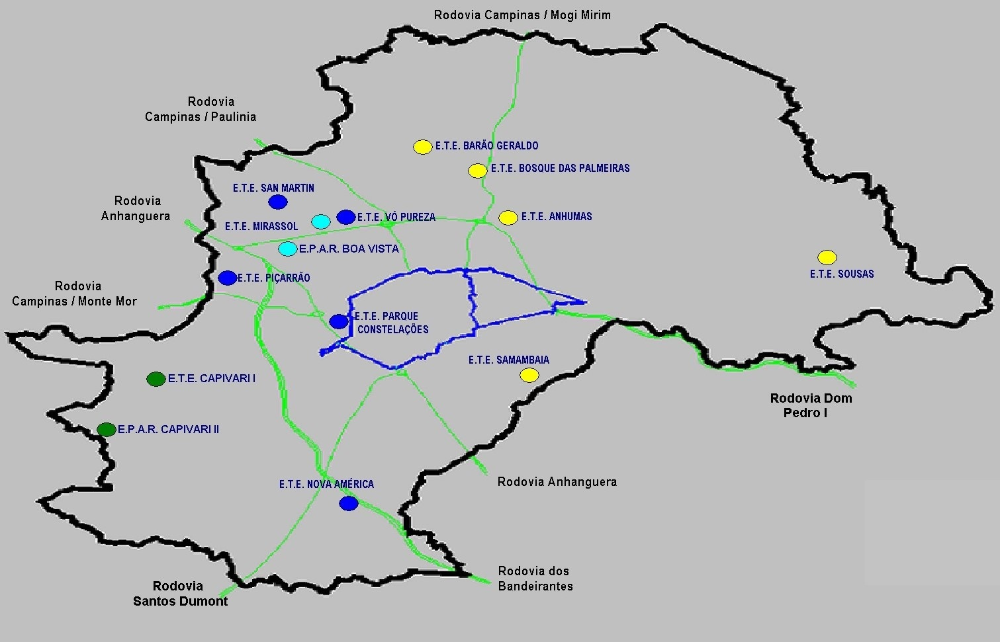 Rodovia Campinas / Mogi Mirim
Rodovia
Campinas / Paulinia
E.T.E. BARÃO GERALDO
E.T.E. BOSQUE DAS PALMEIRAS
E.T.E. SAN MARTIN
Rodovia
Anhanguera
E.T.E. VÓ PUREZA
E.T.E. ANHUMAS
E.T.E. MIRASSOL
E.P.A.R. BOA VISTA
E.T.E. SOUSAS
E.T.E. PIÇARRÃO
Rodovia
Campinas / Monte Mor
E.T.E. PARQUE
CONSTELAÇÕES
E.T.E. SAMAMBAIA
E.T.E. CAPIVARI I
Rodovia Dom
Pedro I
E.P.A.R. CAPIVARI II
E.T.E. NOVA AMÉRICA
Rodovia Anhanguera
Rodovia dos
Bandeirantes
Rodovia
Santos Dumont